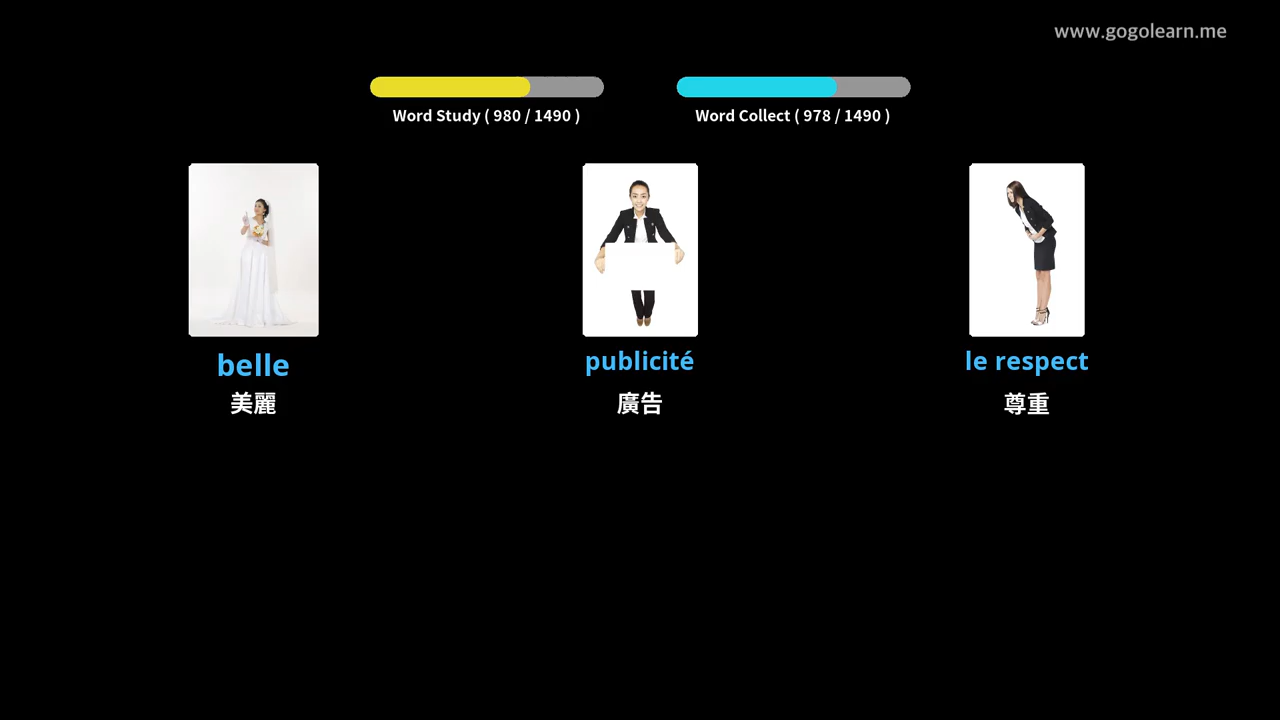 www.gogolearn.me
Word Study ( 980 / 1490 )
Word Collect ( 978 / 1490 )
belle
publicité
le respect
美麗
廣告
尊重